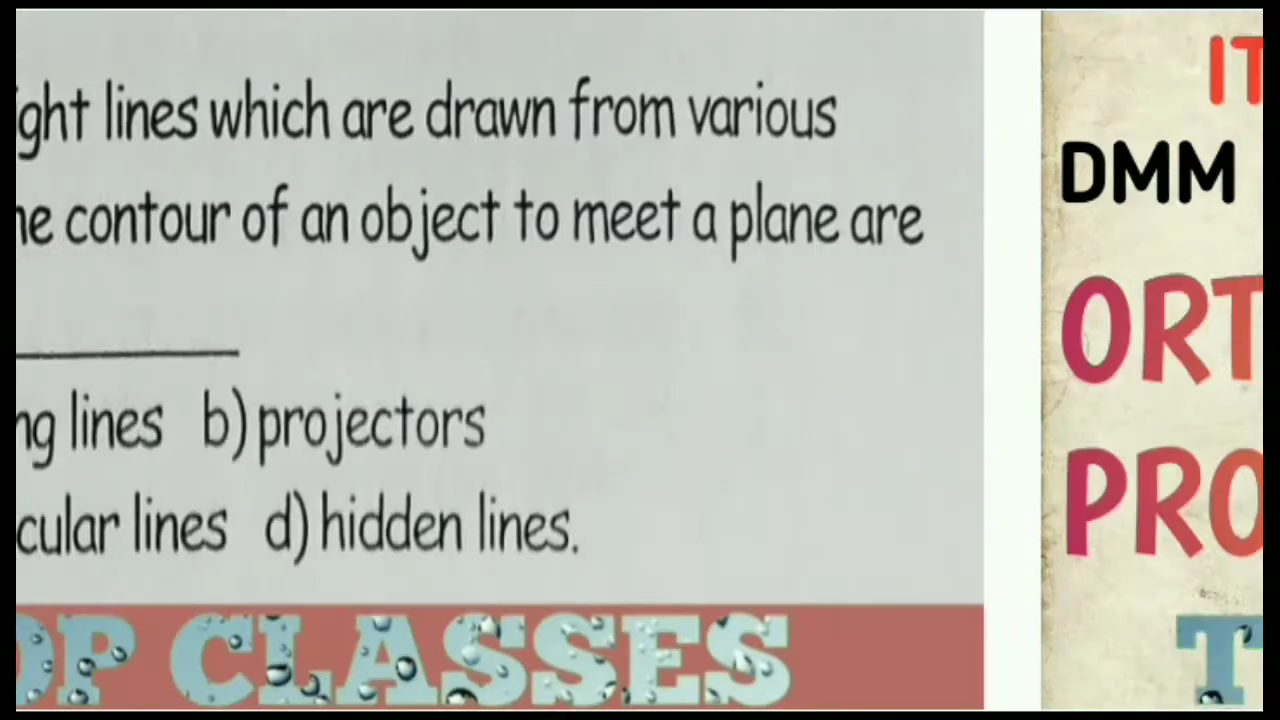 ight lines which are drawn from various
he contour of an object to meet a plane are
ng lines b) projectors
cular lines d) hidden lines.
OP CLASSES
IT
DMM
ORT
PRO
T